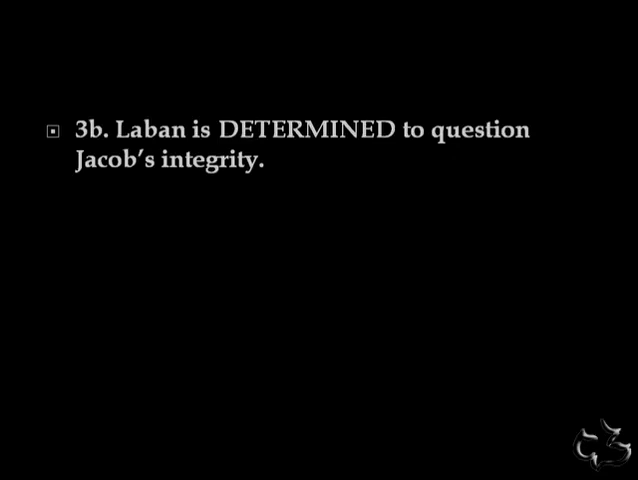 3b. Laban is DETERMINED to question
Jacob’s integrity.